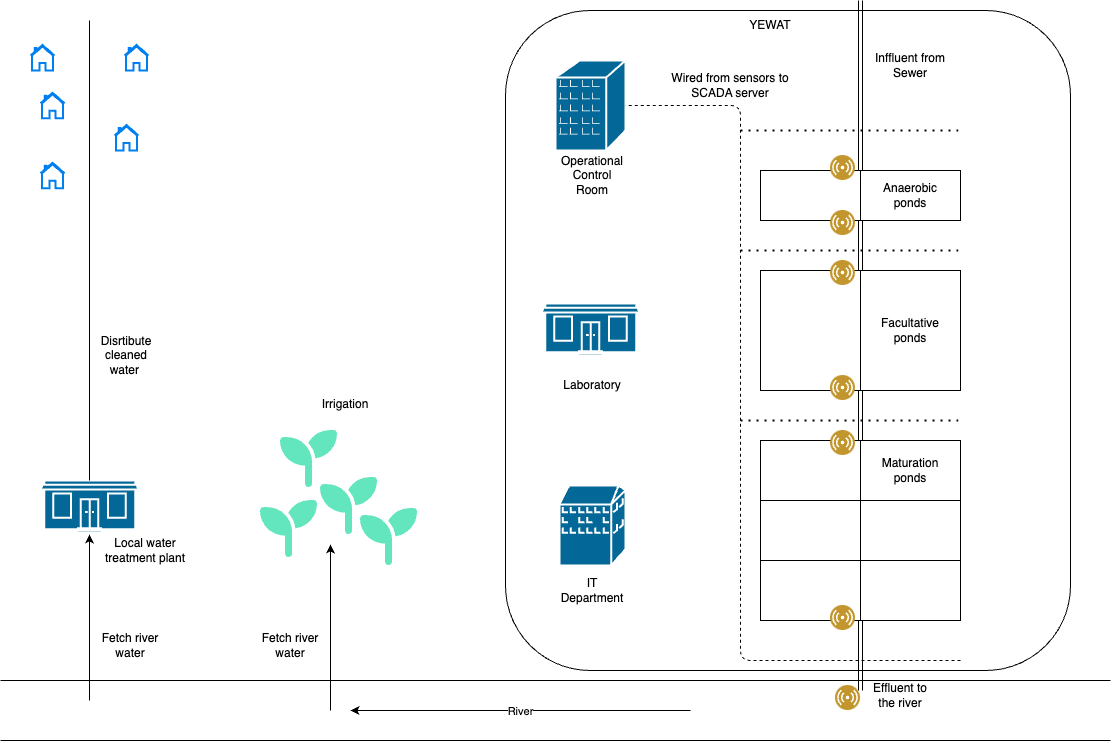 YEWAT
Inffluent from
Sewer
Wired from sensors to
SCADA server
Operational
Control
Room
Anaerobic
ponds
Facultative
ponds
Disrtibute
cleaned
water
Laboratory
Irrigation
Maturation
ponds
Local water
treatment plant
IT
Department
Fetch river
water
Fetch river
water
Effluent to
the river
River